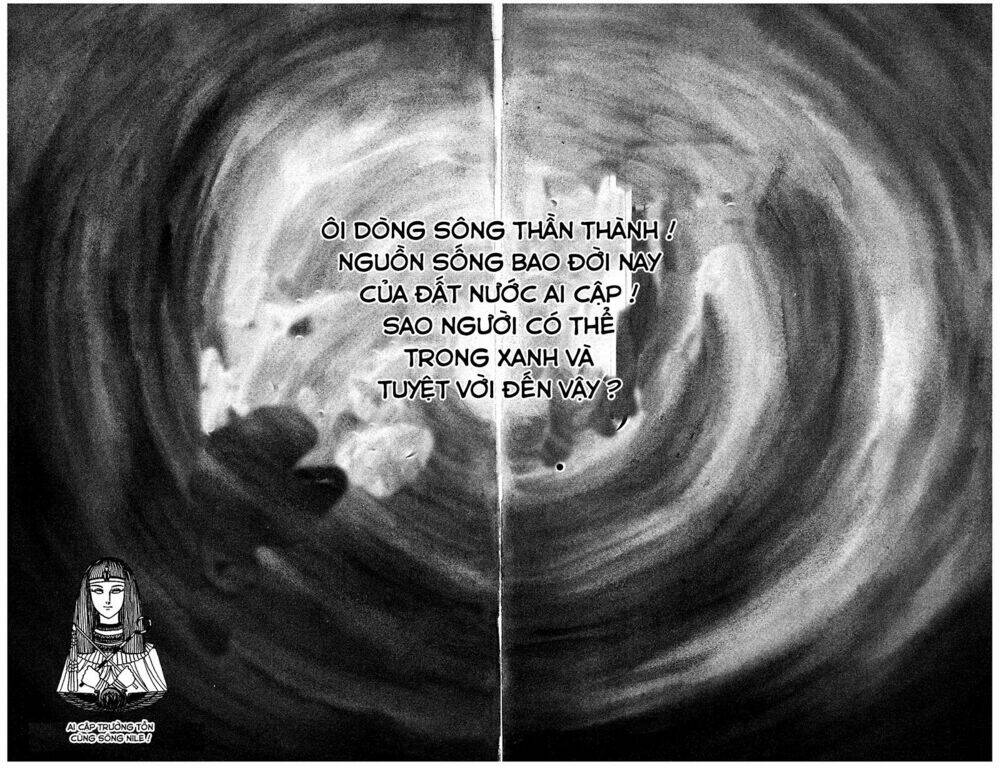 ÔI DÒNG SÔNG THẦN THÀNH !
NGUỒN SỐNG BAO ĐỜI NAY
CỦA ĐẤT NƯỚC AI CẬP !
SAO NGƯỜI CÓ THỂ
TRONG XANH VÀ
TUYỆT VỜI ĐẾN VẬY ?
AI CẬP TRƯỜNG TỒN
CÙNG SÔNG NILE !